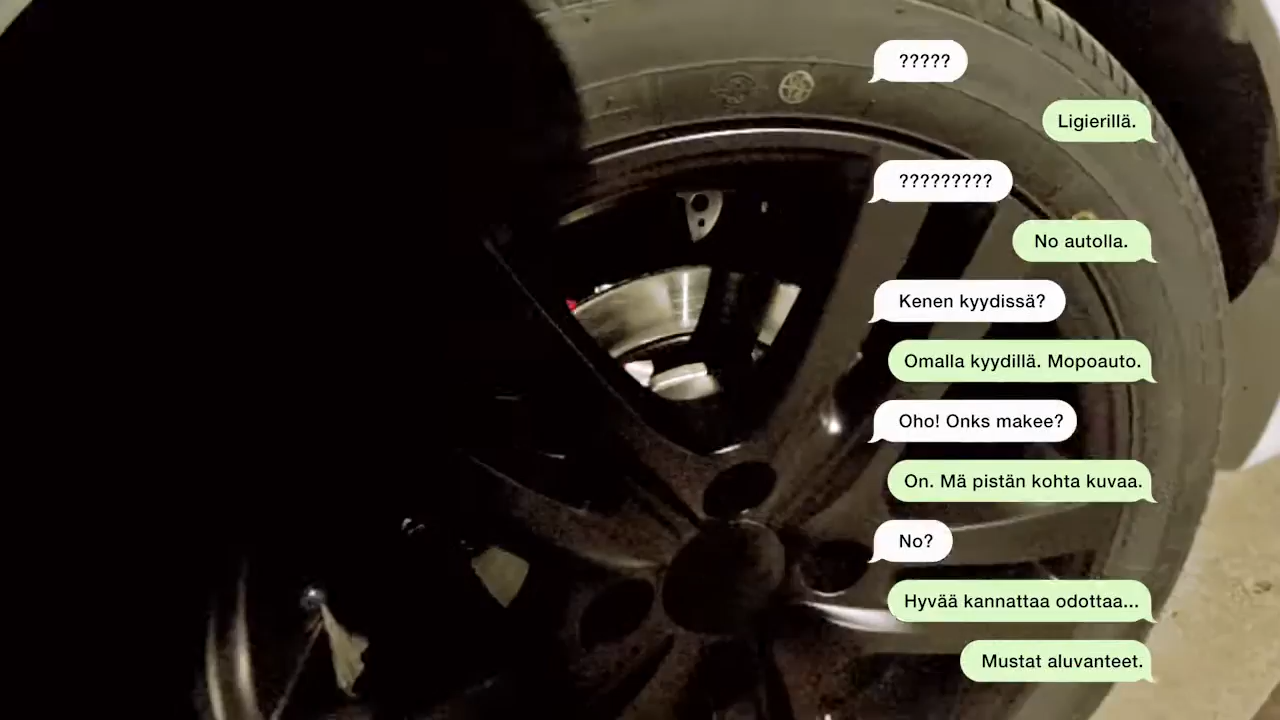 ?????
Ligierillä.
?????????
No autolla.
Kenen kyydissä?
Omalla kyydillä. Mopoauto.
Oho! Onks makee?
On. Mä pistän kohta kuvaa.
No?
Hyvää kannattaa odottaa...
Mustat aluvanteet.